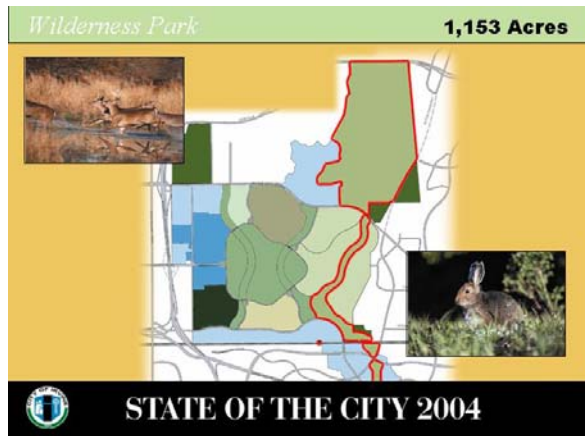 Wilderness Park
1,153 Acres
STATE OF THE CITY 2004